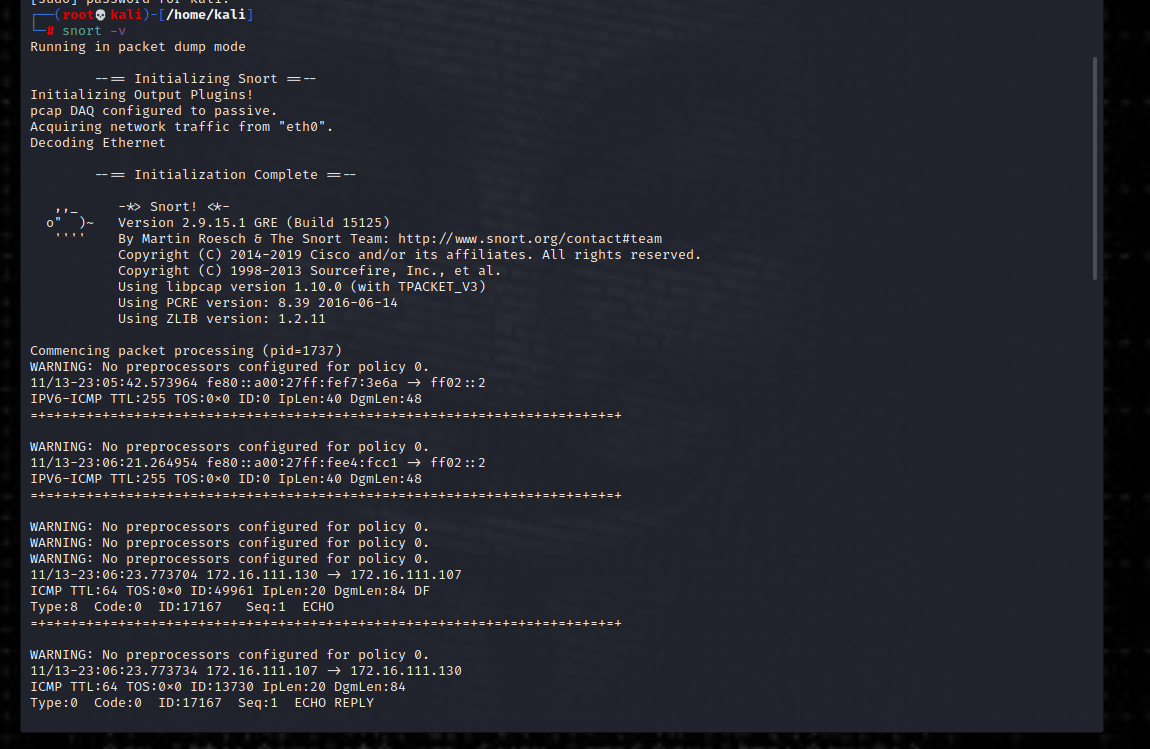 [sudo] password for kali:
┌──(root💀kali)-[/home/kali]
└─# snort -v
Running in packet dump mode
--== Initializing Snort ==--
Initializing Output Plugins!
pcap DAQ configured to passive.
Acquiring network traffic from "eth0".
Decoding Ethernet
--== Initialization Complete ==--
,,_ -*> Snort! <*-
o" )~ Version 2.9.15.1 GRE (Build 15125)
'''' By Martin Roesch & The Snort Team: http://www.snort.org/contact#team
Copyright (C) 2014-2019 Cisco and/or its affiliates. All rights reserved.
Copyright (C) 1998-2013 Sourcefire, Inc., et al.
Using libpcap version 1.10.0 (with TPACKET_V3)
Using PCRE version: 8.39 2016-06-14
Using ZLIB version: 1.2.11
Commencing packet processing (pid=1737)
WARNING: No preprocessors configured for policy 0.
11/13-23:05:42.573964 fe80::a00:27ff:fef7:3e6a -> ff02::2
IPV6-ICMP TTL:255 TOS:0x0 ID:0 IpLen:40 DgmLen:48
=+=+=+=+=+=+=+=+=+=+=+=+=+=+=+=+=+=+=+=+=+=+=+=+=+=+=+=+=+=+=+=+=+=+=+=+=+
WARNING: No preprocessors configured for policy 0.
11/13-23:06:21.264954 fe80::a00:27ff:fee4:fcc1 -> ff02::2
IPV6-ICMP TTL:255 TOS:0x0 ID:0 IpLen:40 DgmLen:48
=+=+=+=+=+=+=+=+=+=+=+=+=+=+=+=+=+=+=+=+=+=+=+=+=+=+=+=+=+=+=+=+=+=+=+=+=+
WARNING: No preprocessors configured for policy 0.
WARNING: No preprocessors configured for policy 0.
WARNING: No preprocessors configured for policy 0.
11/13-23:06:23.773704 172.16.111.130 -> 172.16.111.107
ICMP TTL:64 TOS:0x0 ID:49961 IpLen:20 DgmLen:84 DF
Type:8 Code:0 ID:17167 Seq:1 ECHO
=+=+=+=+=+=+=+=+=+=+=+=+=+=+=+=+=+=+=+=+=+=+=+=+=+=+=+=+=+=+=+=+=+=+=+=+=+
WARNING: No preprocessors configured for policy 0.
11/13-23:06:23.773734 172.16.111.107 -> 172.16.111.130
ICMP TTL:64 TOS:0x0 ID:13730 IpLen:20 DgmLen:84
Type:0 Code:0 ID:17167 Seq:1 ECHO REPLY